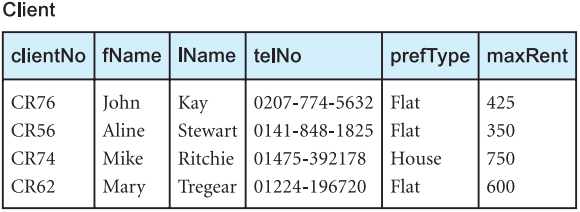 Client
clientNo fName lName telNo prefType maxRent
CR76 John Kay 0207-774-5632 Flat 425
CR56 Aline Stewart 0141-848-1825 Flat 350
CR74 Mike Ritchie 01475-392178 House 750
CR62 Mary Tregear 01224-196720 Flat 600